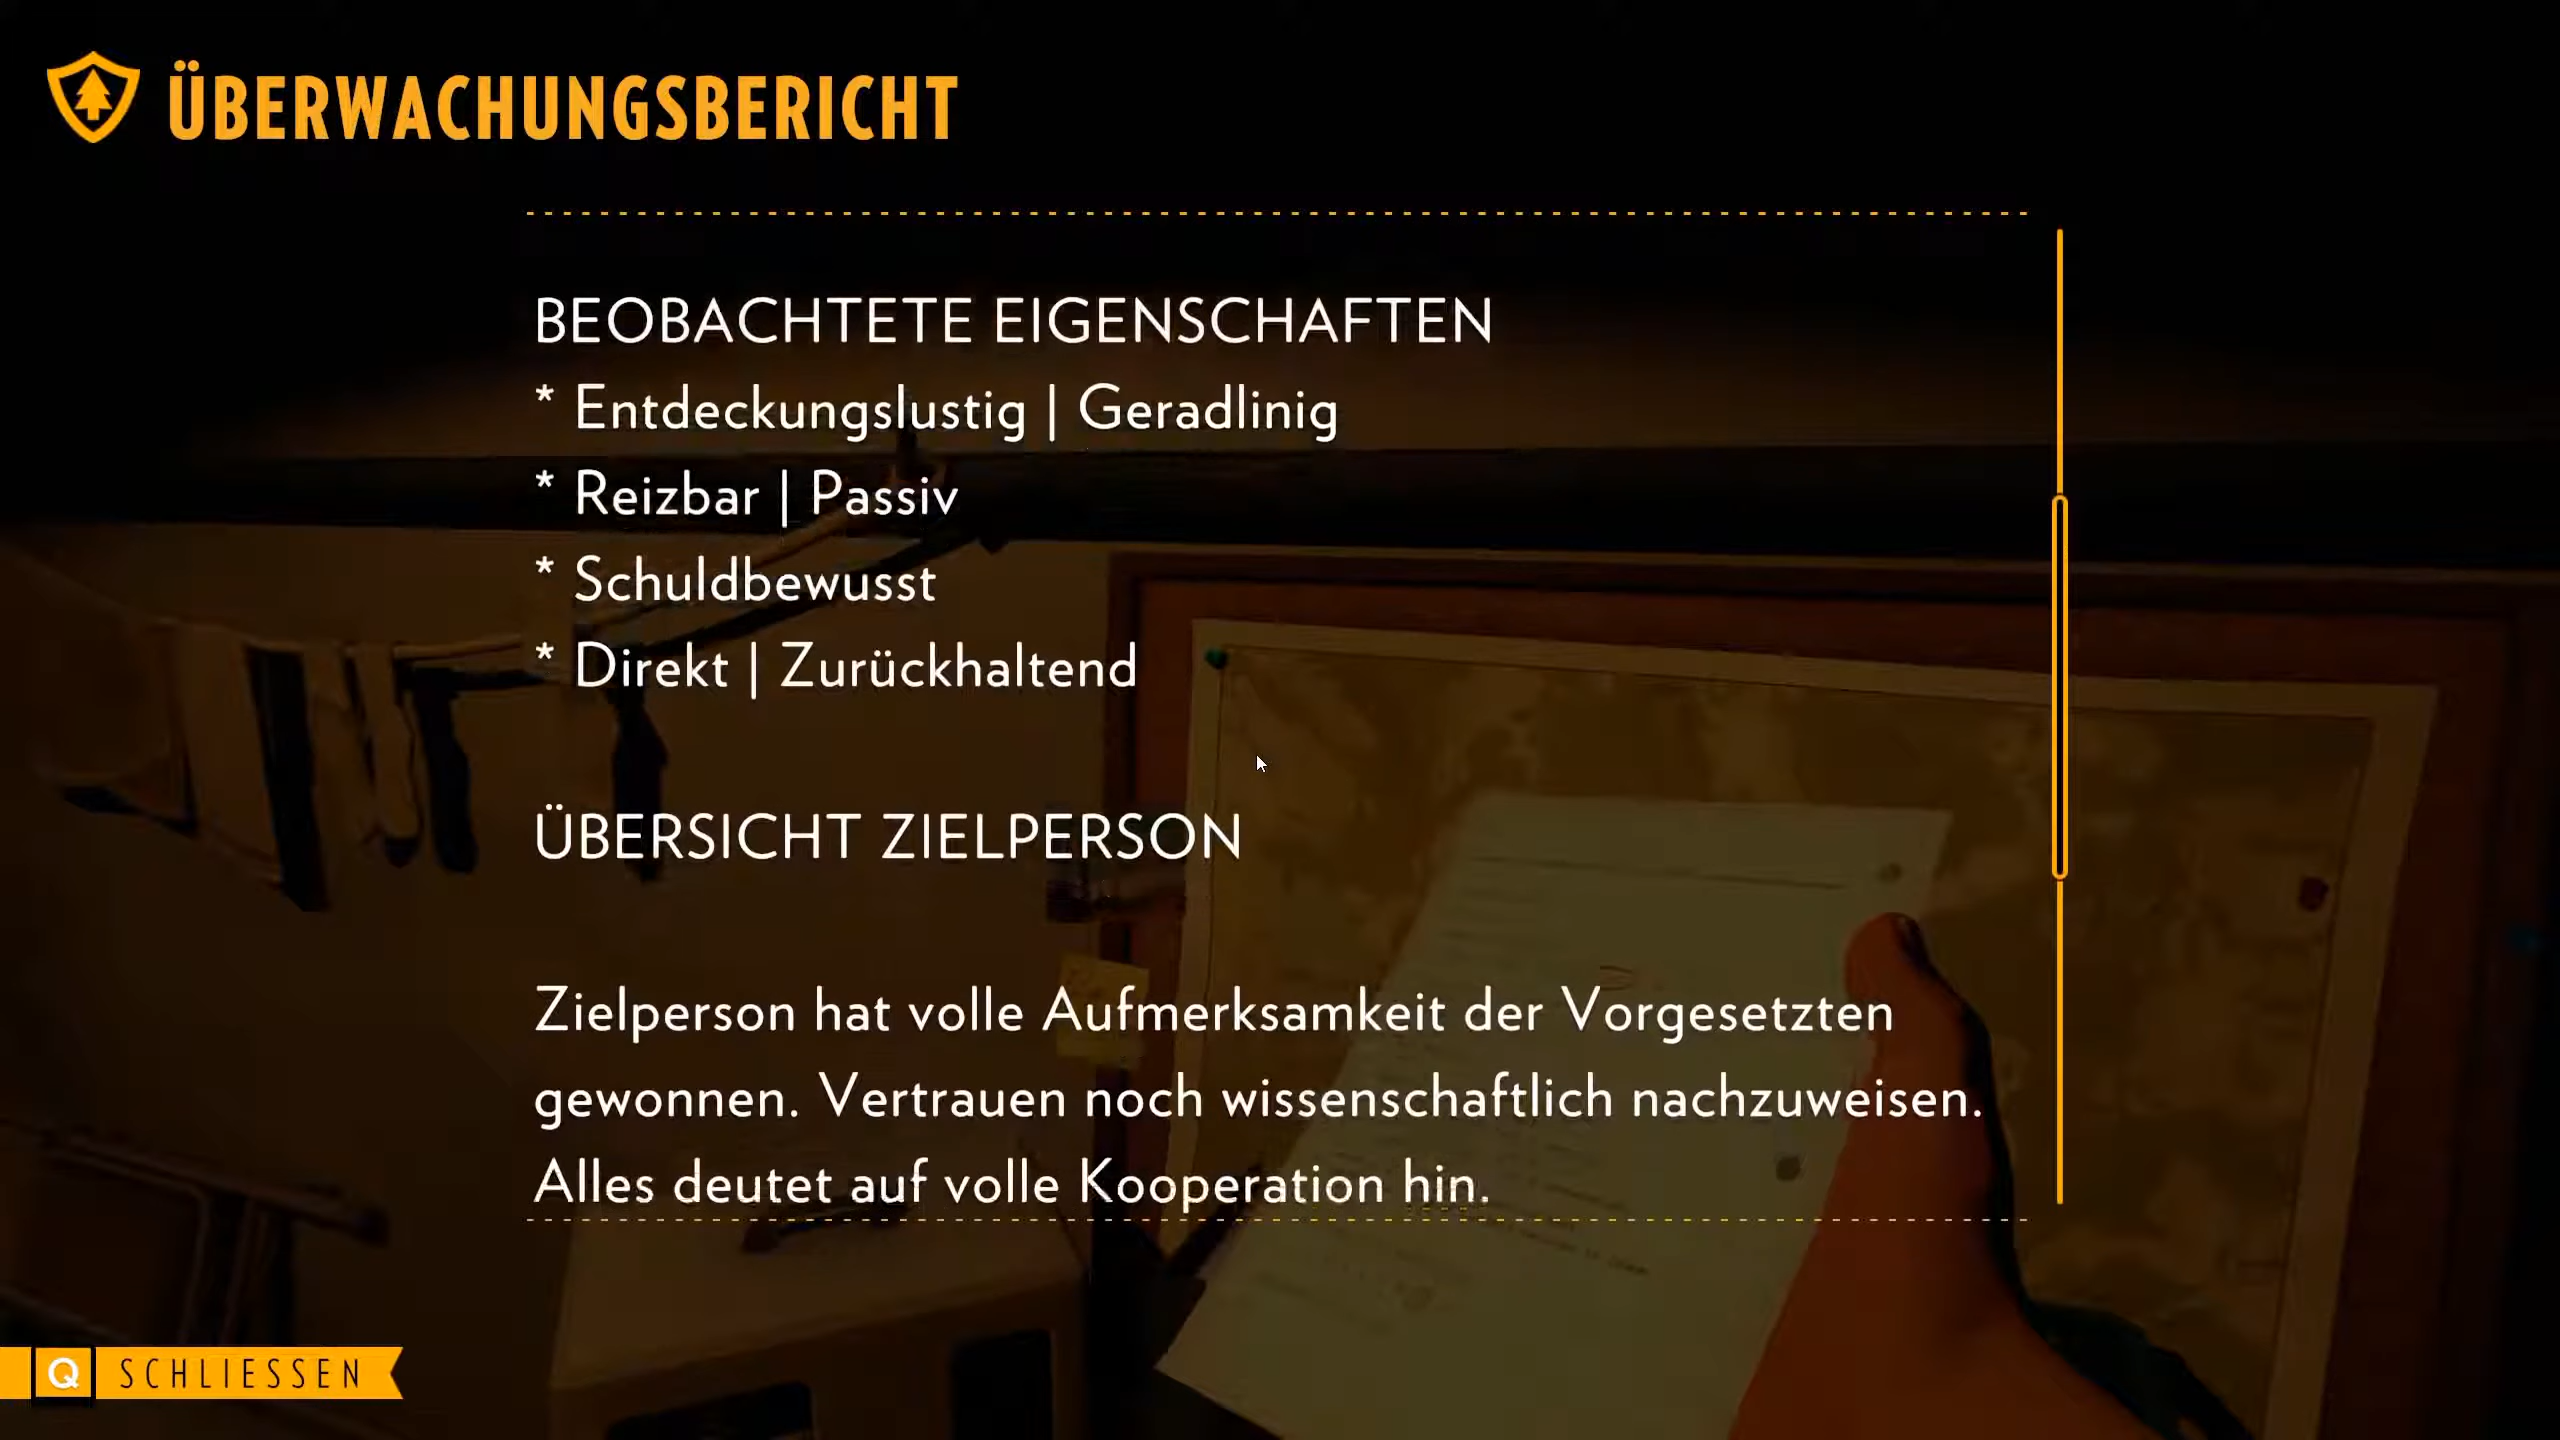 ÜBERWACHUNGSBERICHT
BEOBACHTETE EIGENSCHAFTEN
* Entdeckungslustig | Geradlinig
* Reizbar | Passiv
* Schuldbewusst
* Direkt | Zurückhaltend
ÜBERSICHT ZIELPERSON
Zielperson hat volle Aufmerksamkeit der Vorgesetzten
gewonnen. Vertrauen noch wissenschaftlich nachzuweisen.
Alles deutet auf volle Kooperation hin.
Q SCHLIESSEN